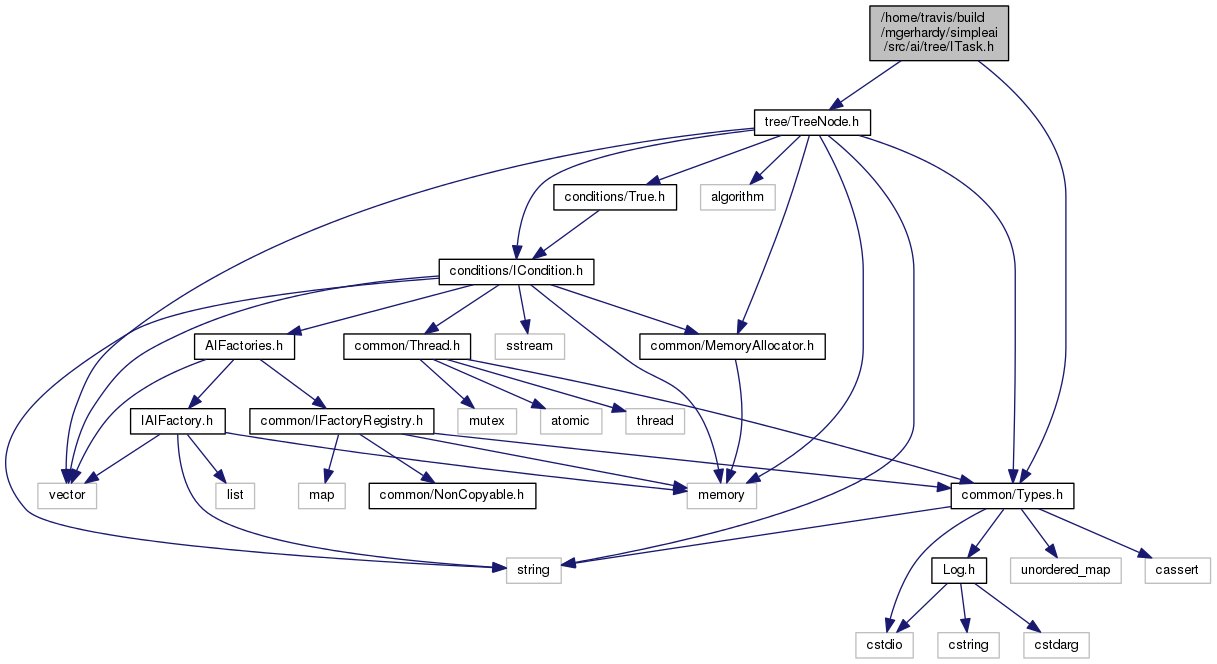 /home/travis/build
/mgerhardy/simpleai
/src/ai/tree/ITask.h
tree/TreeNode.h
conditions/True.h
algorithm
conditions/ICondition.h
AIFactories.h
common/Thread.h
sstream
common/MemoryAllocator.h
IAIFactory.h
common/IFactoryRegistry.h
mutex
atomic
thread
vector
list
map
common/NonCopyable.h
memory
common/Types.h
string
Log.h
unordered_map
cassert
cstdio
cstring
cstdarg